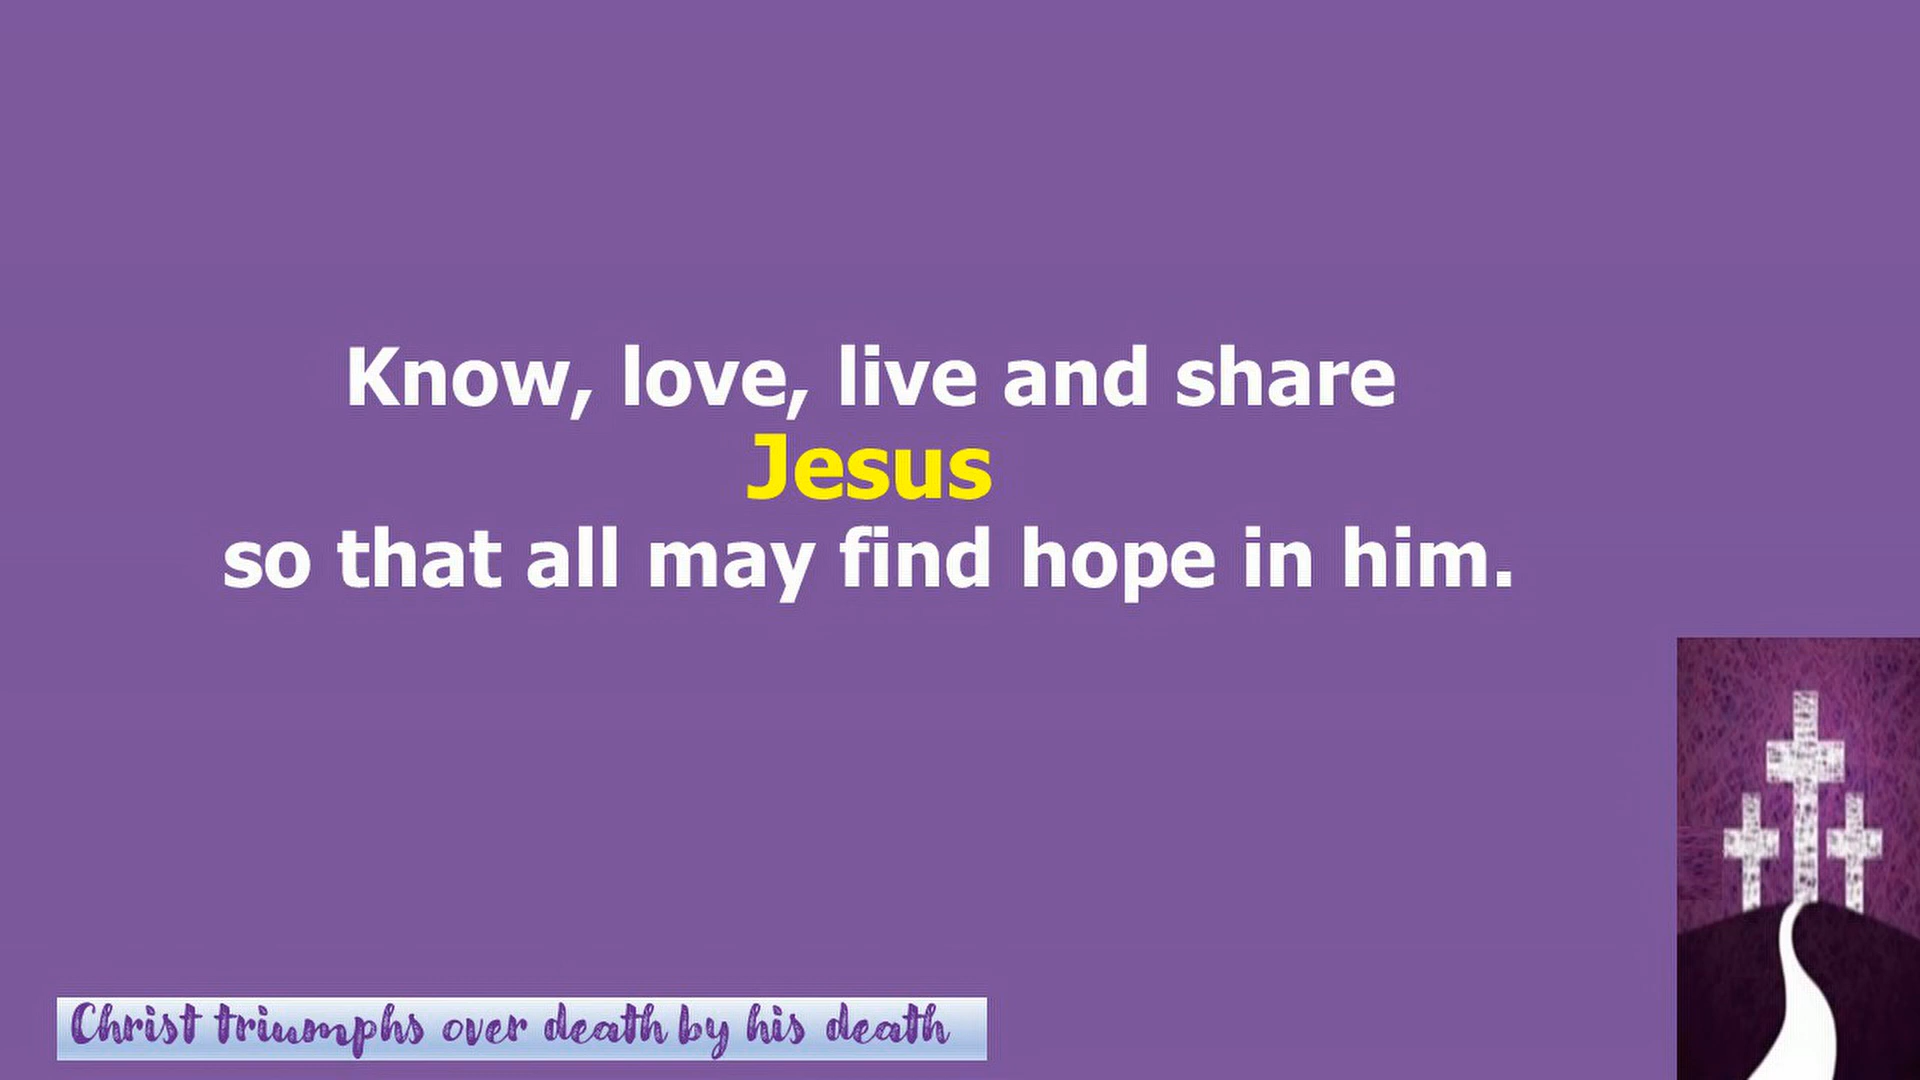 Know, love, live and share
Jesus
so that all may find hope in him.
Christ triumphs over death by his death